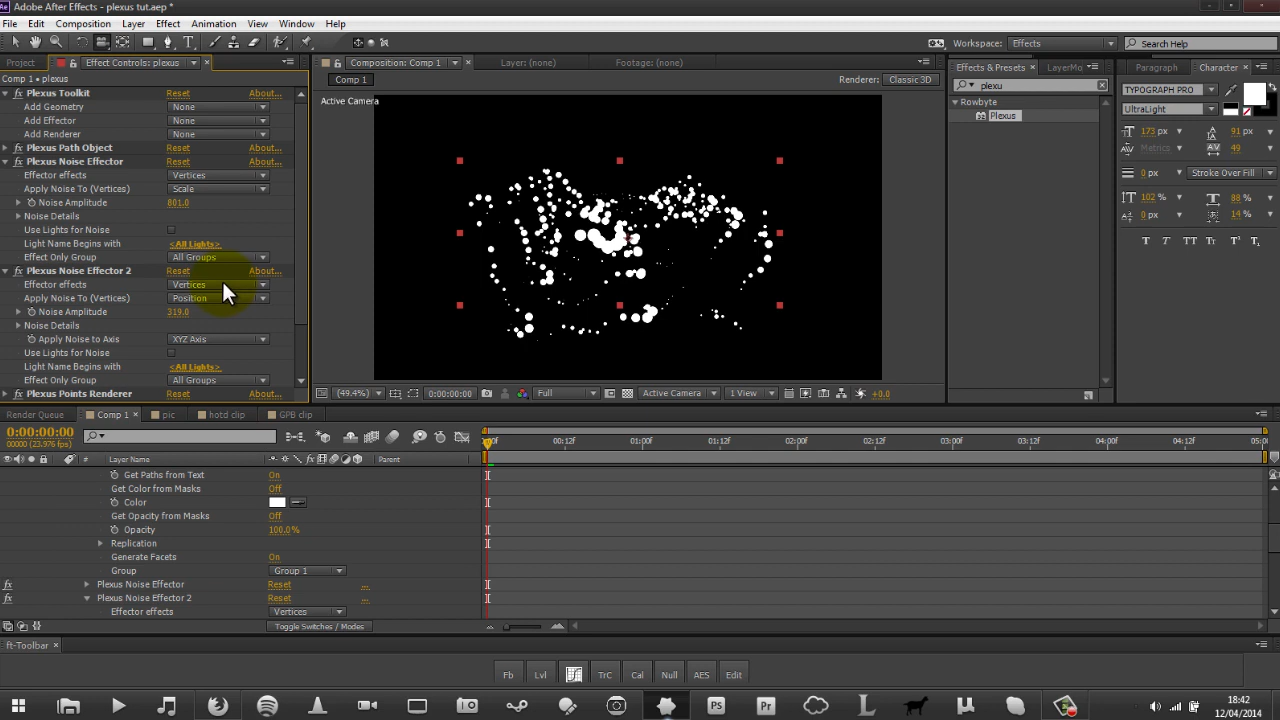 Adobe After Effects - plexus tut.aep *
File Edit Composition Layer Effect Animation View Window Help
Workspace: Effects
Search Help
Project
Effect Controls: plexus
Composition: Comp 1
Layer: (none)
Footage: (none)
Effects & Presets
LayerMo
Paragraph
Character
Comp 1 • plexus
Comp 1
Renderer: Classic 3D
plexu
Active Camera
Rowbyte
Plexus
TYPOGRAPH PRO
UltraLight
173 px
91 px
Metrics
49
0 px
Stroke Over Fill
102 %
88 %
0 px
14 %
T T TT Tr T' T,
Plexus Toolkit Reset About...
Add Geometry None
Add Effector None
Add Renderer None
Plexus Path Object Reset About...
Plexus Noise Effector Reset About...
Effector effects Vertices
Apply Noise To (Vertices) Scale
Noise Amplitude 801.0
Noise Details
Use Lights for Noise
Light Name Begins with <All Lights>
Effect Only Group All Groups
Plexus Noise Effector 2 Reset About...
Effector effects Vertices
Apply Noise To (Vertices) Position
Noise Amplitude 319.0
Noise Details
Apply Noise to Axis XYZ Axis
Use Lights for Noise
Light Name Begins with <All Lights>
Effect Only Group All Groups
Plexus Points Renderer Reset About...
(49.4%) 0:00:00:00 Full Active Camera 1 View +0.0
Render Queue Comp 1 pic hotd clip GPB clip
0:00:00:00
00000 (23.976 fps)
00f 00:12f 01:00f 01:12f 02:00f 02:12f 03:00f 03:12f 04:00f 04:12f 05:0
# Layer Name Parent
Get Paths from Text On
Get Color from Masks Off
Color
Get Opacity from Masks Off
Opacity 100.0%
Replication
Generate Facets On
Group Group 1
Plexus Noise Effector Reset ...
Plexus Noise Effector 2 Reset ...
Effector effects Vertices
Toggle Switches / Modes
ft-Toolbar
Fb Lvl TrC Cal Null AES Edit
18:42
12/04/2014